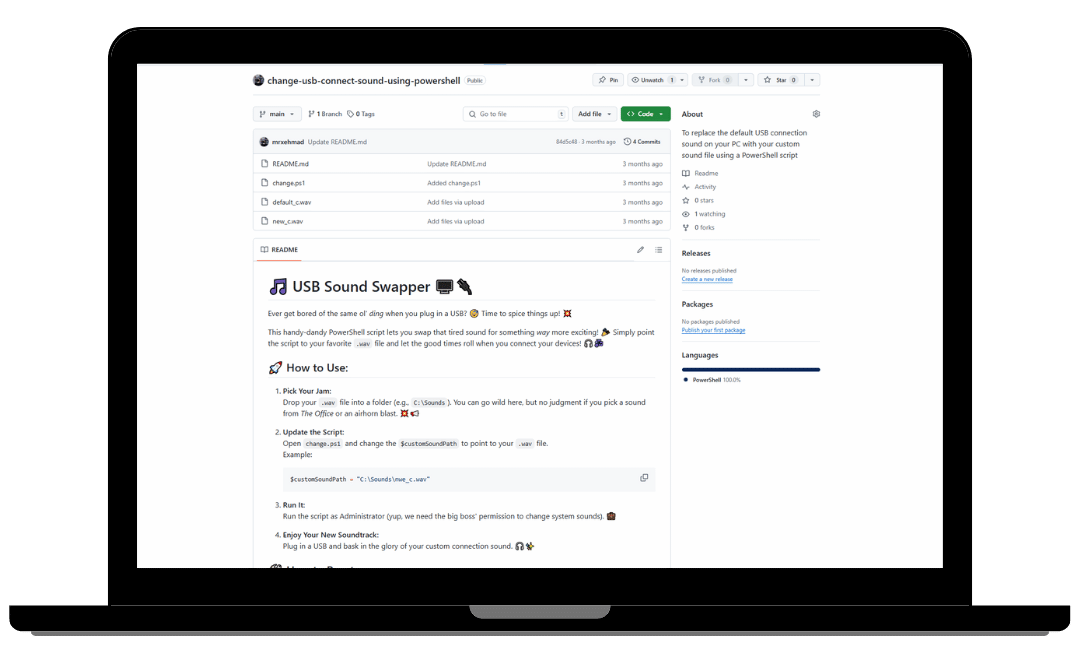 change-usb-connect-sound-using-powershell Public
Pin Unwatch 1 Fork 0 Star 0
main 1 Branch 0 Tags Go to file t Add file Code
mrxehmad Update README.md 84d5c48 · 3 months ago 4 Commits
README.md Update README.md 3 months ago
change.ps1 Added change.ps1 3 months ago
default_c.wav Add files via upload 3 months ago
new_c.wav Add files via upload 3 months ago
README
USB Sound Swapper
Ever get bored of the same ol' ding when you plug in a USB? Time to spice things up!
This handy-dandy PowerShell script lets you swap that tired sound for something way more exciting! Simply point
the script to your favorite .wav file and let the good times roll when you connect your devices!
How to Use:
1. Pick Your Jam:
Drop your .wav file into a folder (e.g., C:\Sounds ). You can go wild here, but no judgment if you pick a sound
from The Office or an airhorn blast.
2. Update the Script:
Open change.ps1 and change the $customSoundPath to point to your .wav file.
Example:
$customSoundPath = "C:\Sounds\nwe_c.wav"
3. Run It:
Run the script as Administrator (yup, we need the big boss' permission to change system sounds).
4. Enjoy Your New Soundtrack:
Plug in a USB and bask in the glory of your custom connection sound.
About
To replace the default USB connection
sound on your PC with your custom
sound file using a PowerShell script
Readme
Activity
0 stars
1 watching
0 forks
Releases
No releases published
Create a new release
Packages
No packages published
Publish your first package
Languages
PowerShell 100.0%